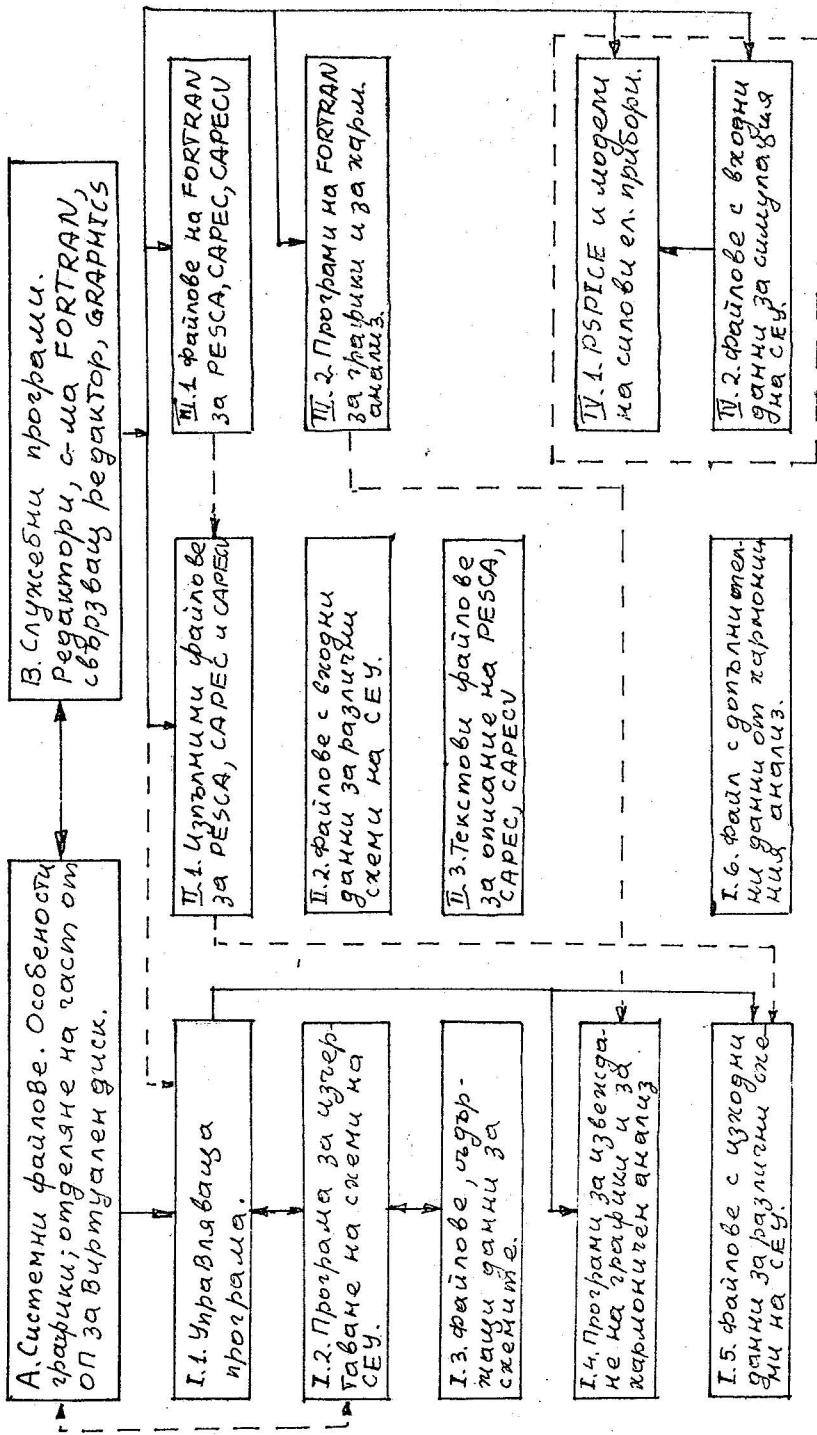 А. Системни файлове. Особености
графики; отделяне на част от
ОП за виртуален диск.
В. Служебни програми.
Редактори, с-ма FORTRAN,
свързващ редактор, GRAPHICS
I.1. Управляваща
програма.
I.2. Програма за изчер-
таване на схеми на
СЕУ.
I.3. Файлове, съдър-
жащи данни за
схемите.
I.4. Програми за извежда-
не на графики и за
хармоничен анализ
I.5. Файлове с изходни
данни за различни схе
ми на СЕУ.
II.1. Изпълними файлове
за PESCA, CAPEC и CAPECV
II.2. Файлове с входни
данни за различни
схеми на СЕУ.
II.3. Текстови файлове
за описание на PESCA,
CAPEC, CAPECV
I.6. Файл с допълнител-
ни данни от хармонич
ния анализ.
III.1 Файлове на FORTRAN
за PESCA, CAPEC, CAPECV
III.2. Програми на FORTRAN
за графики и за харм.
анализ.
IV.1. PSPICE и модели
на силови ел. прибори.
IV.2. Файлове с входни
данни за симулация
на СЕУ.